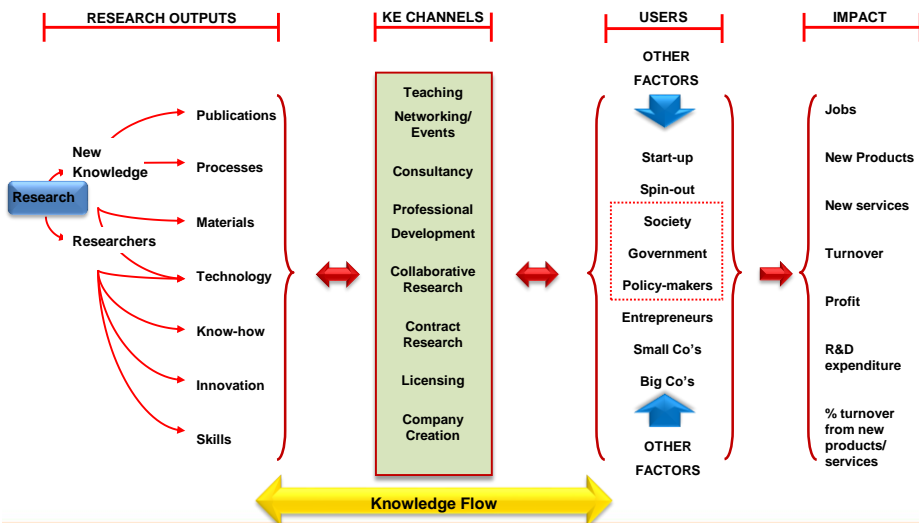 RESEARCH OUTPUTS
KE CHANNELS
USERS
IMPACT
Research
New
Knowledge
Researchers
Publications
Processes
Materials
Technology
Know-how
Innovation
Skills
Teaching
Networking/
Events
Consultancy
Professional
Development
Collaborative
Research
Contract
Research
Licensing
Company
Creation
OTHER
FACTORS
Start-up
Spin-out
Society
Government
Policy-makers
Entrepreneurs
Small Co's
Big Co's
OTHER
FACTORS
Jobs
New Products
New services
Turnover
Profit
R&D
expenditure
% turnover
from new
products/
services
Knowledge Flow